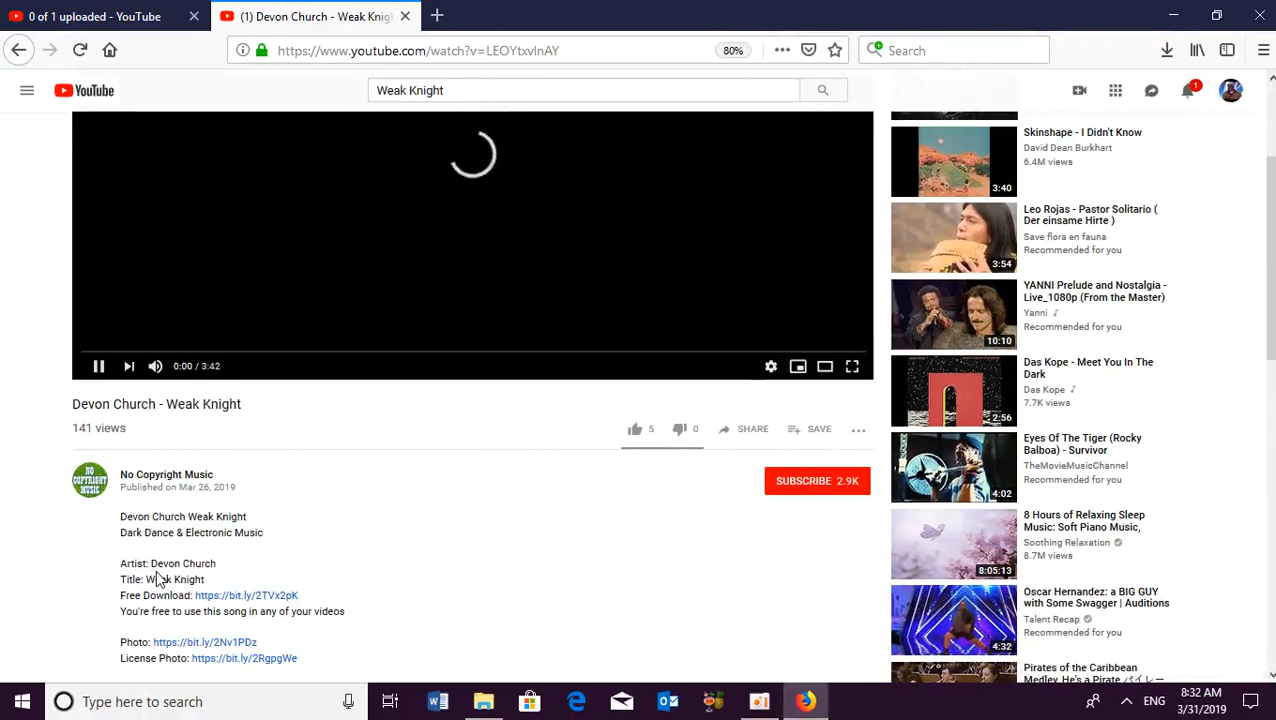 0 of 1 uploaded - YouTube
(1) Devon Church - Weak Knig
https://www.youtube.com/watch?v=LEOYtxvInAY
80%
Search
YouTube
Weak Knight
1
0:00 / 3:42
Devon Church - Weak Knight
141 views
5
0
SHARE
SAVE
NO COPYRIGHT MUSIC
No Copyright Music
Published on Mar 26, 2019
SUBSCRIBE 2.9K
Devon Church Weak Knight
Dark Dance & Electronic Music
Artist: Devon Church
Title: Weak Knight
Free Download: https://bit.ly/2TVx2pK
You're free to use this song in any of your videos
Photo: https://bit.ly/2Nv1PDz
License Photo: https://bit.ly/2RgpgWe
Skinshape - I Didn't Know
David Dean Burkhart
6.4M views
3:40
Leo Rojas - Pastor Solitario (
Der einsame Hirte )
Save flora en fauna
Recommended for you
3:54
YANNI Prelude and Nostalgia -
Live_1080p (From the Master)
Yanni
Recommended for you
10:10
Das Kope - Meet You In The
Dark
Das Kope
7.7K views
2:56
Eyes Of The Tiger (Rocky
Balboa) - Survivor
TheMovieMusicChannel
Recommended for you
4:02
8 Hours of Relaxing Sleep
Music: Soft Piano Music,
Soothing Relaxation
8.7M views
8:05:13
Oscar Hernandez: a BIG GUY
with Some Swagger | Auditions
Talent Recap
Recommended for you
4:32
Pirates of the Caribbean
Medley, He's a Pirate パイレー
Type here to search
ENG
8:32 AM
3/31/2019